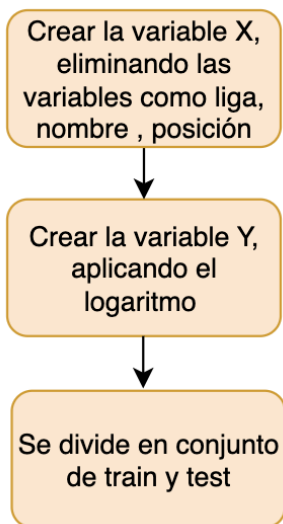 Crear la variable X,
eliminando las
variables como liga,
nombre , posición
Crear la variable Y,
aplicando el
logaritmo
Se divide en conjunto
de train y test